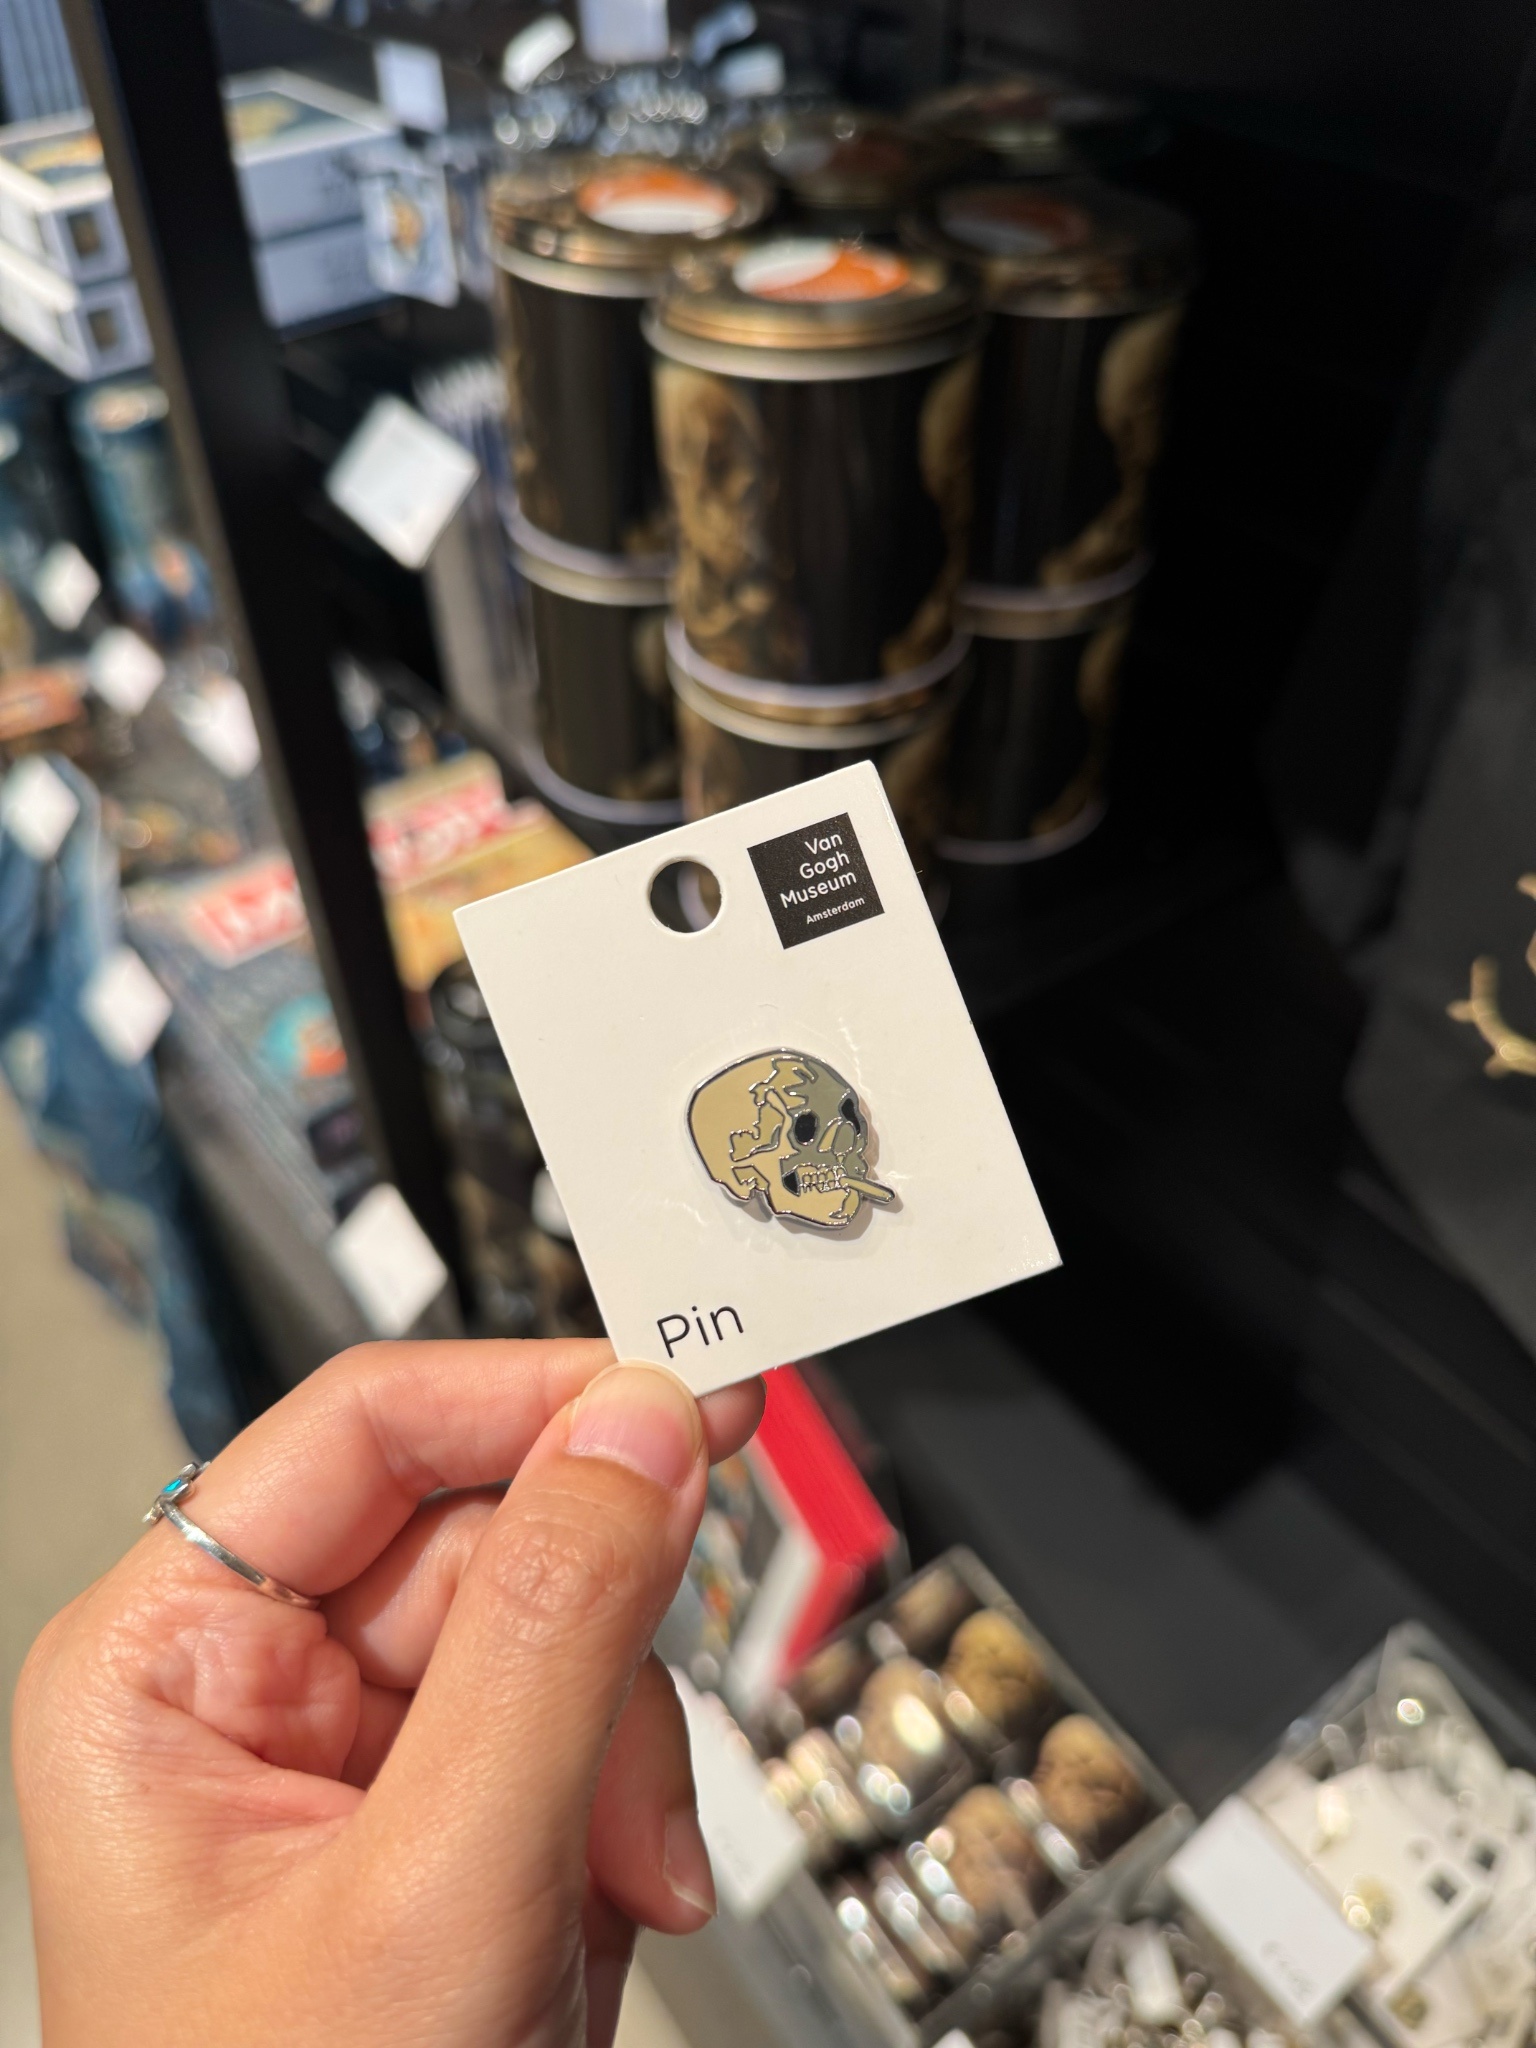 Van
Gogh
Museum
Amsterdam
Pin